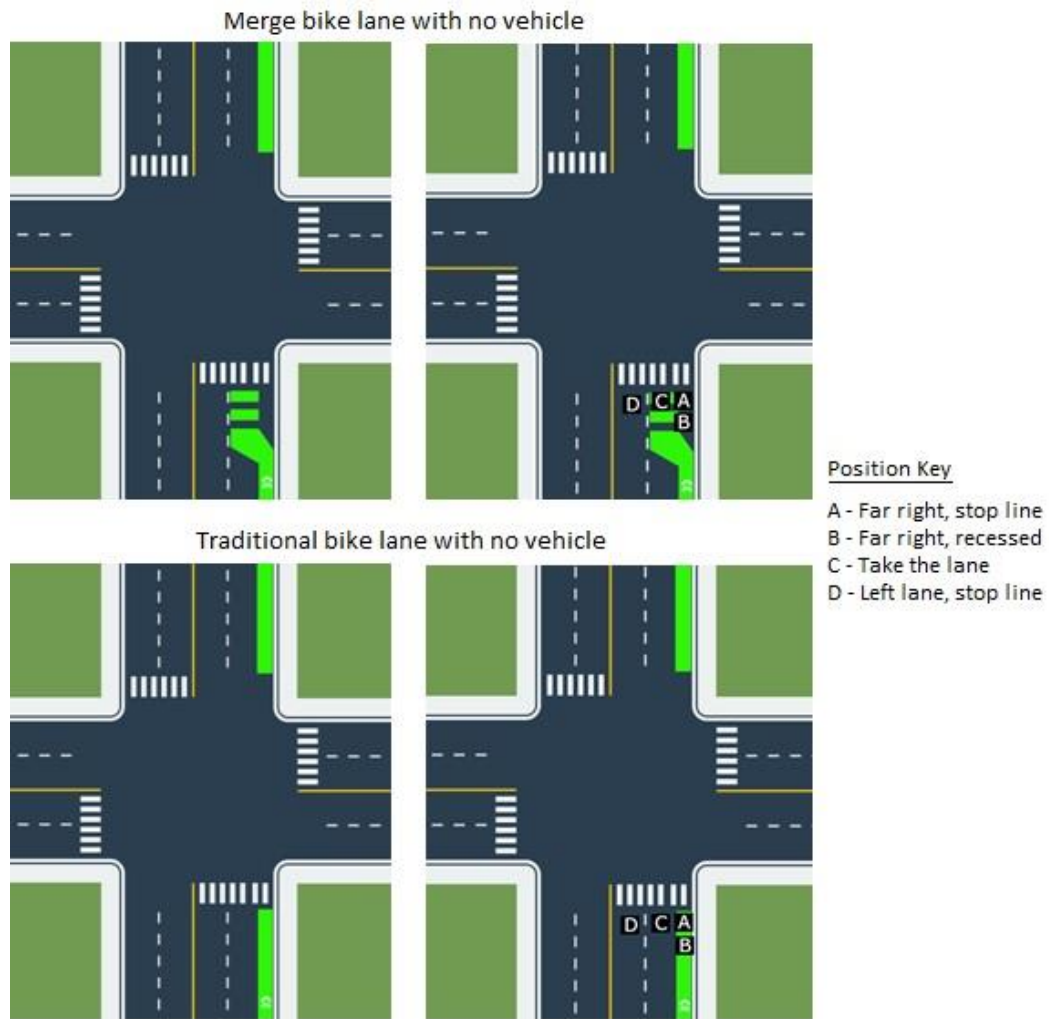 Merge bike lane with no vehicle
D C A
B
Position Key
A - Far right, stop line
B - Far right, recessed
C - Take the lane
D - Left lane, stop line
Traditional bike lane with no vehicle
D C A
B